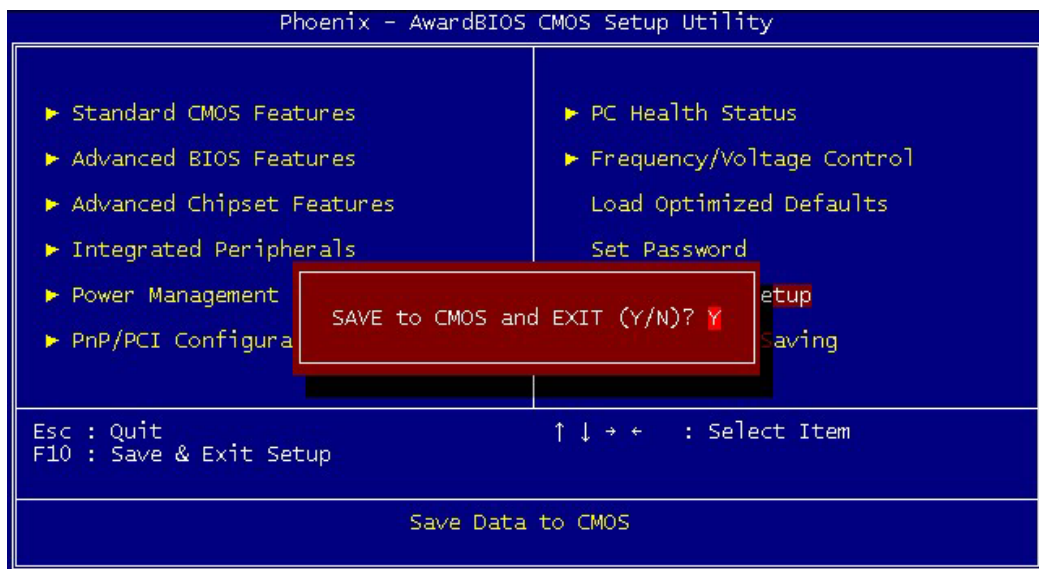 Phoenix - AwardBIOS CMOS Setup Utility
► Standard CMOS Features
► Advanced BIOS Features
► Advanced Chipset Features
► Integrated Peripherals
► Power Management
► PnP/PCI Configura
► PC Health Status
► Frequency/Voltage Control
Load Optimized Defaults
Set Password
etup
Saving
SAVE to CMOS and EXIT (Y/N)? Y
Esc : Quit
F10 : Save & Exit Setup
↑ ↓ → ← : Select Item
Save Data to CMOS